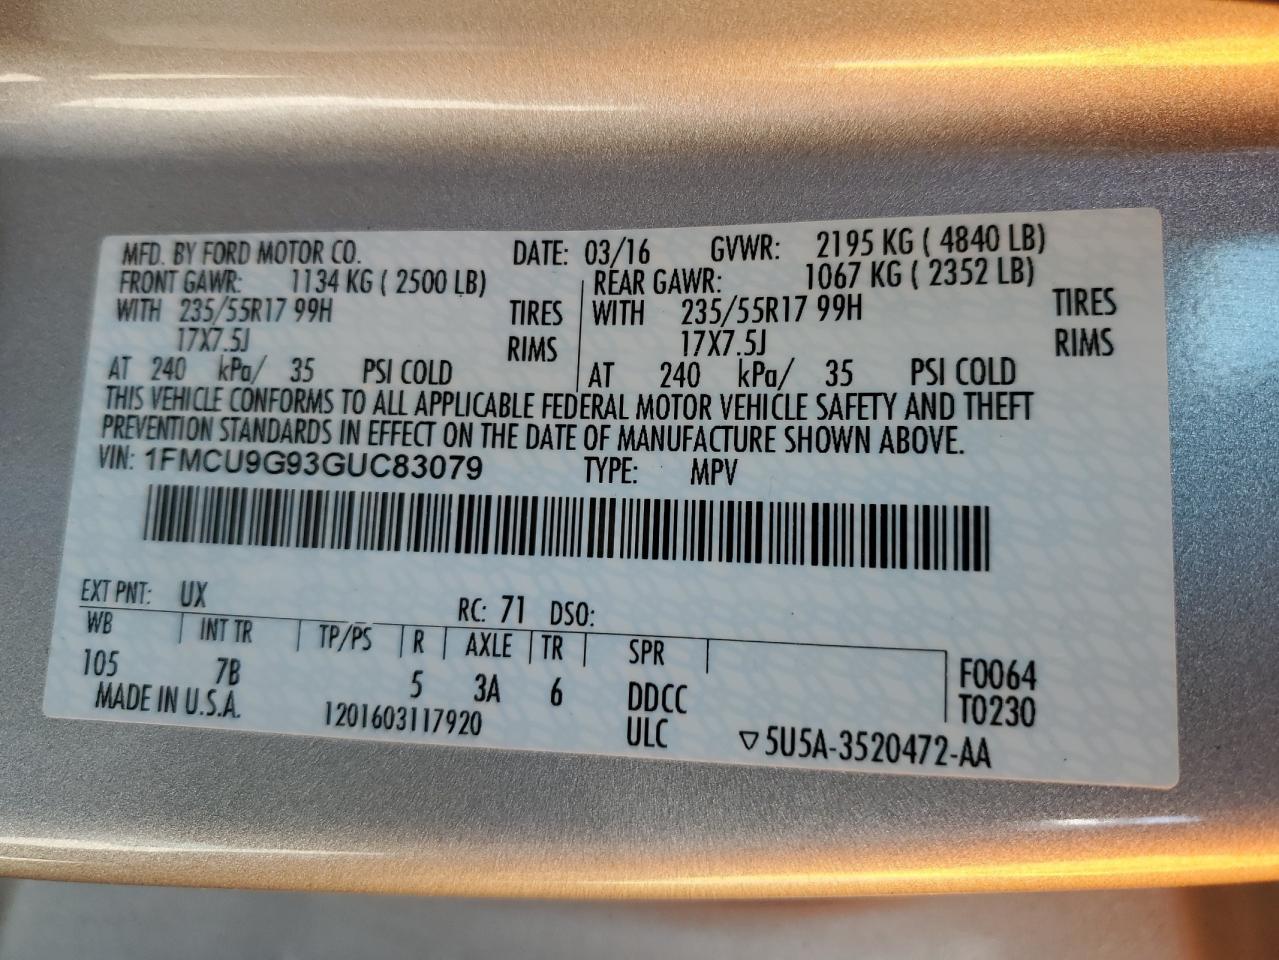 MFD. BY FORD MOTOR CO. DATE: 03/16 GVWR: 2195 KG ( 4840 LB)
FRONT GAWR: 1134 KG ( 2500 LB) REAR GAWR: 1067 KG ( 2352 LB)
WITH 235/55R17 99H TIRES WITH 235/55R17 99H TIRES
17X7.5J RIMS 17X7.5J RIMS
AT 240 kPa/ 35 PSI COLD AT 240 kPa/ 35 PSI COLD
THIS VEHICLE CONFORMS TO ALL APPLICABLE FEDERAL MOTOR VEHICLE SAFETY AND THEFT
PREVENTION STANDARDS IN EFFECT ON THE DATE OF MANUFACTURE SHOWN ABOVE.
VIN: 1FMCU9G93GUC83079 TYPE: MPV
EXT PNT: UX RC: 71 DSO:
WB INT TR TP/PS R AXLE TR SPR
105 7B 5 3A 6 DDCC F0064
MADE IN U.S.A. 1201603117920 ULC T0230
▽5U5A-3520472-AA